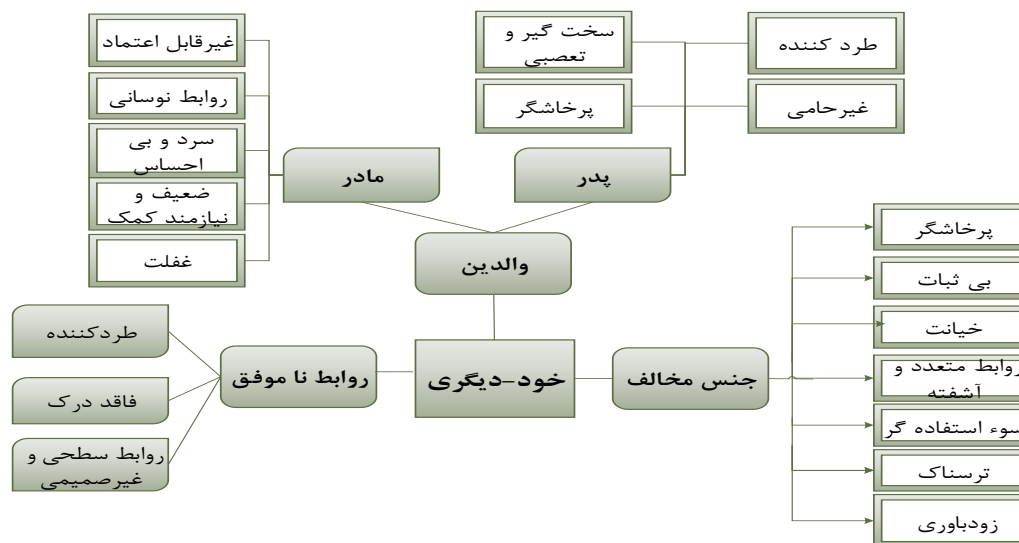 غیرقابل اعتماد
روابط نوسانی
سرد و بی
احساس
ضعیف و
نیازمند کمک
غفلت
سخت گیر و
تعصبی
پرخاشگر
طرد کننده
غیرحامی
مادر
پدر
والدین
خود-دیگری
جنس مخالف
روابط نا موفق
پرخاشگر
بی ثبات
خیانت
روابط متعدد و
آشفته
سوء استفاده گر
ترسناک
زودباوری
طردکننده
فاقد درک
روابط سطحی و
غیرصمیمی